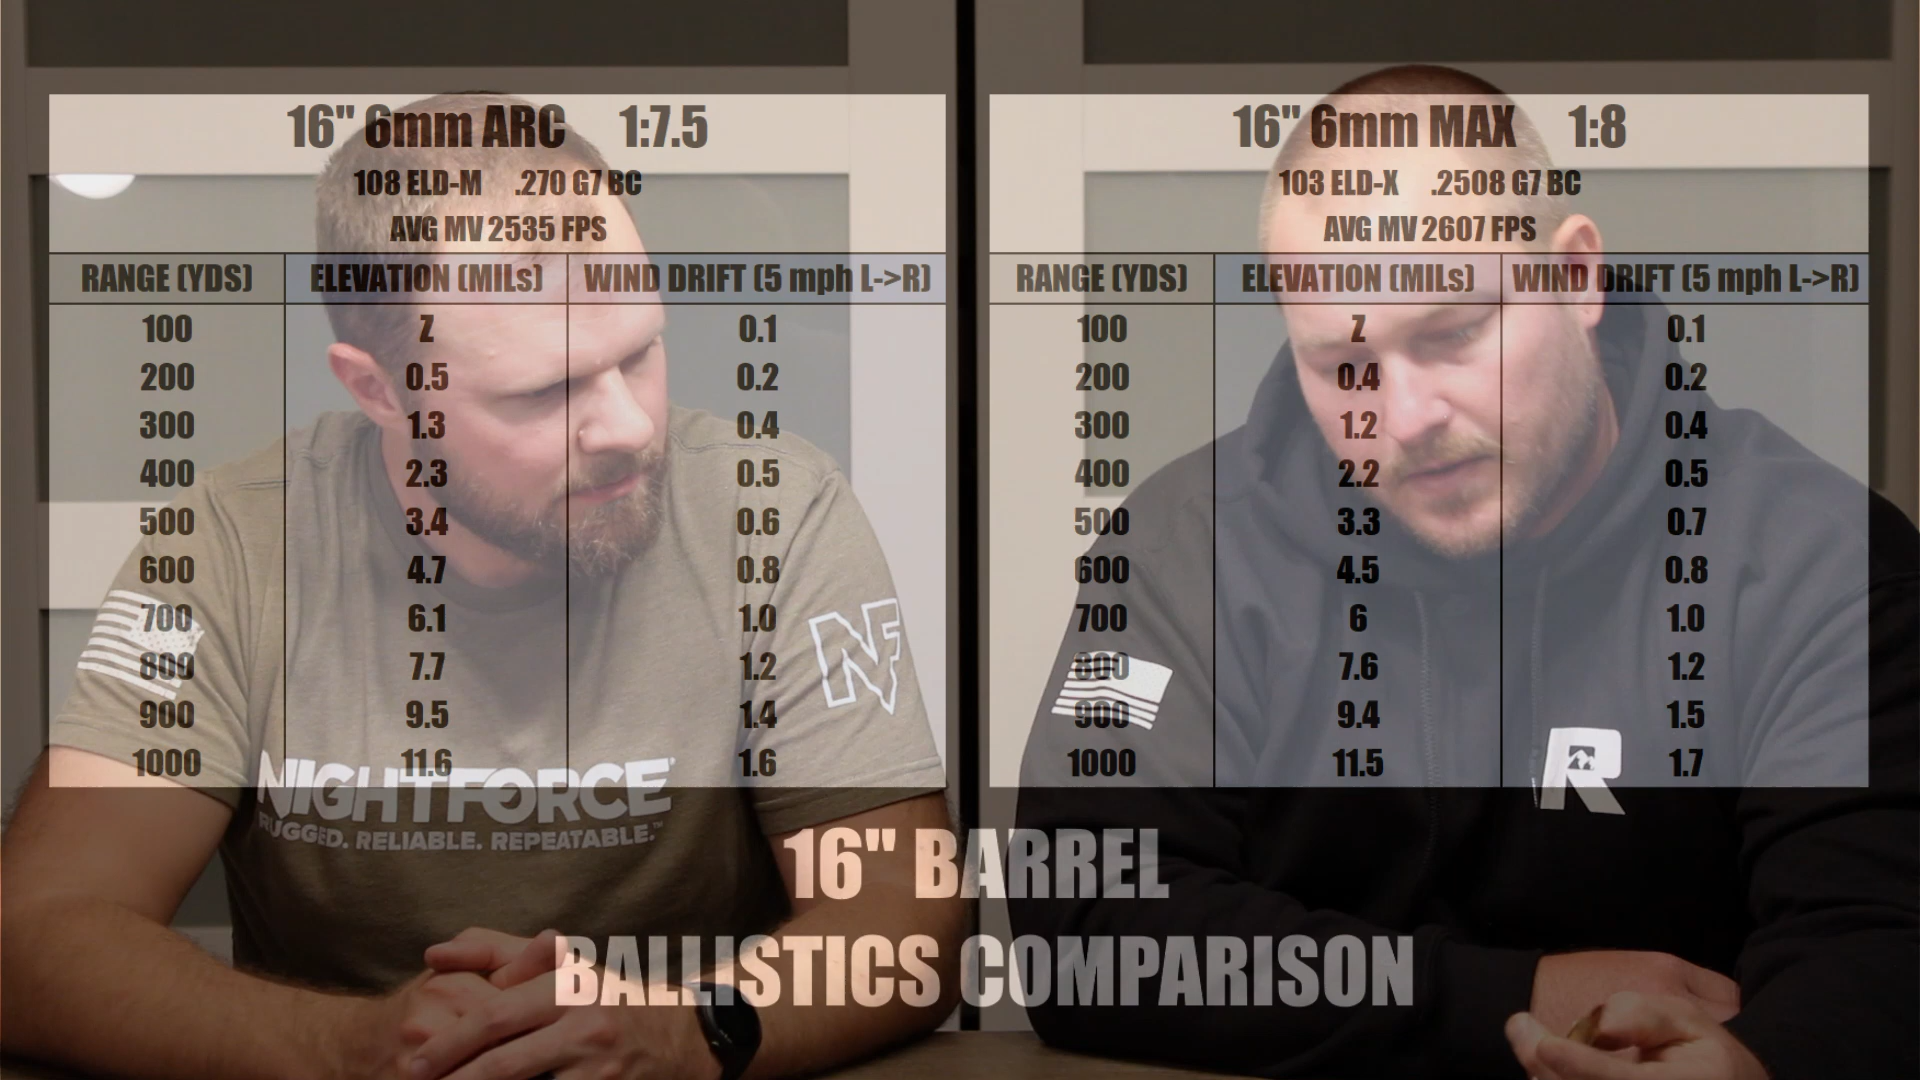 16" 6mm ARC 1:7.5
108 ELD-M .270 G7 BC
AVG MV 2535 FPS
RANGE (YDS) ELEVATION (MILs) WIND DRIFT (5 mph L->R)
100 Z 0.1
200 0.5 0.2
300 1.3 0.4
400 2.3 0.5
500 3.4 0.6
600 4.7 0.8
700 6.1 1.0
800 7.7 1.2
900 9.5 1.4
1000 11.6 1.6
16" 6mm MAX 1:8
103 ELD-X .2508 G7 BC
AVG MV 2607 FPS
RANGE (YDS) ELEVATION (MILs) WIND DRIFT (5 mph L->R)
100 Z 0.1
200 0.4 0.2
300 1.2 0.4
400 2.2 0.5
500 3.3 0.7
600 4.5 0.8
700 6 1.0
800 7.6 1.2
900 9.4 1.5
1000 11.5 1.7
NF
NIGHTFORCE
RUGGED. RELIABLE. REPEATABLE.™
R
16" BARREL
BALLISTICS COMPARISON